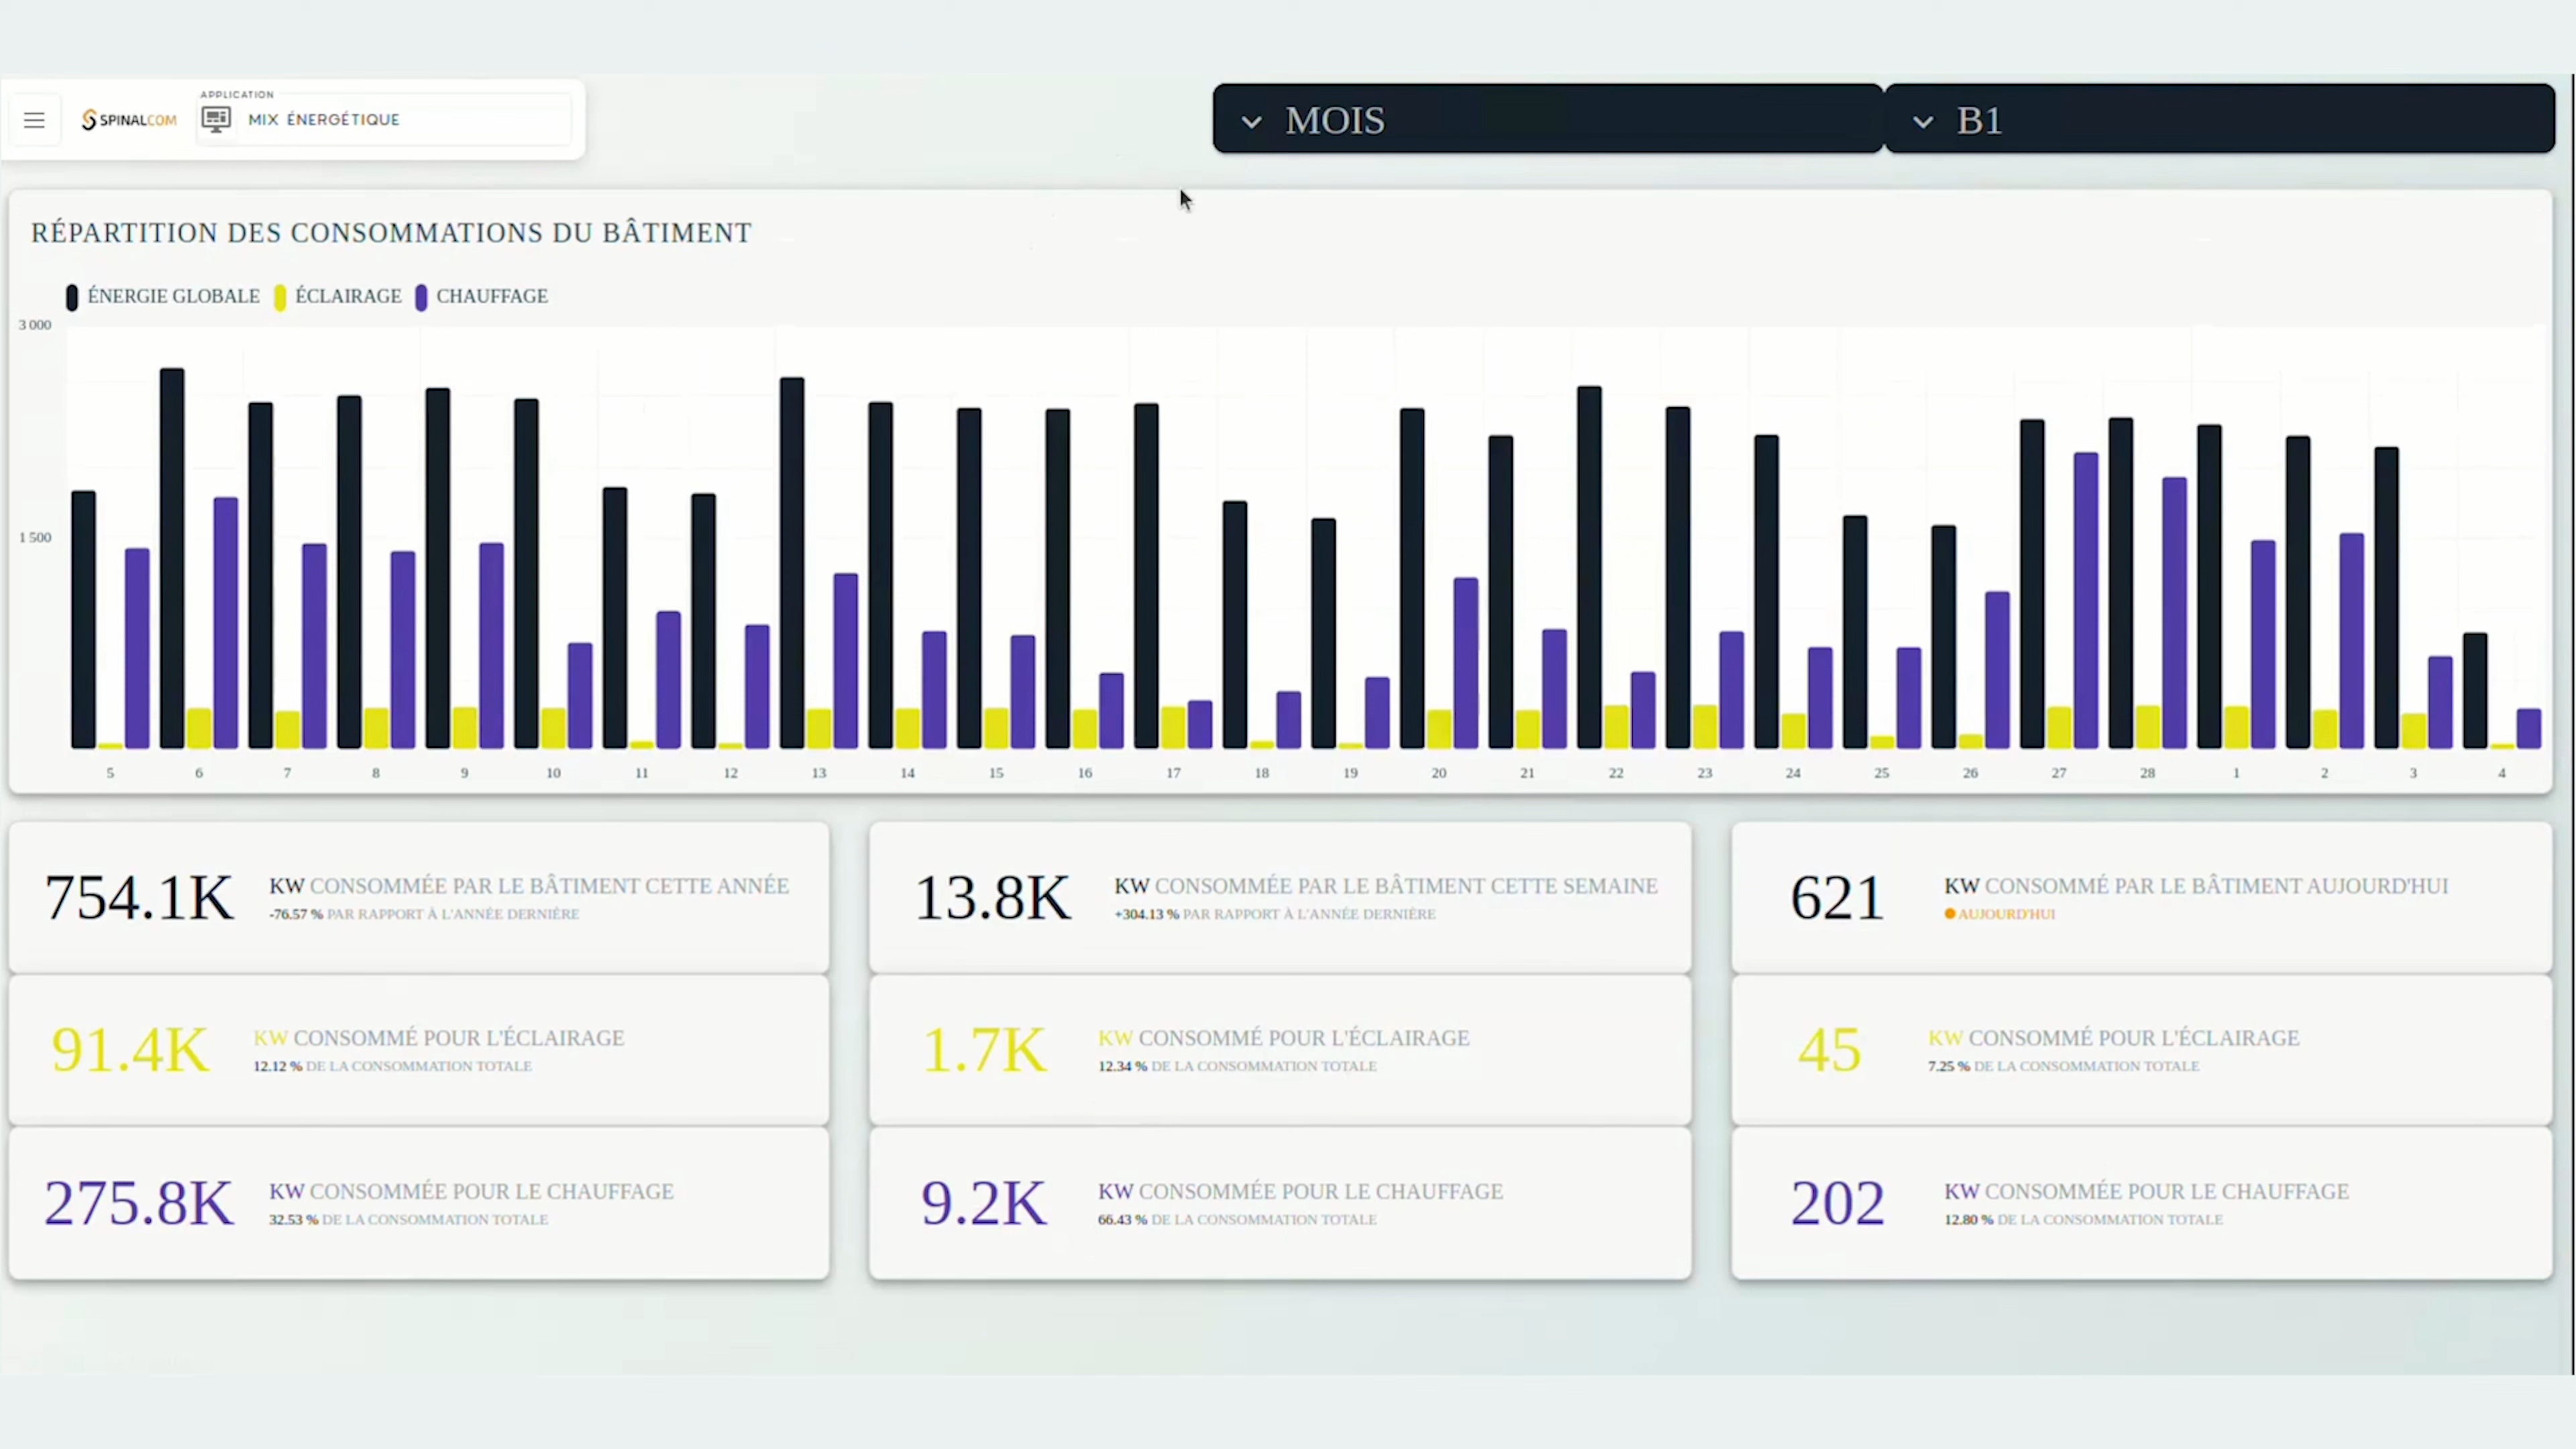 APPLICATION
SPINALCOM
MIX ÉNERGÉTIQUE
MOIS
B1
RÉPARTITION DES CONSOMMATIONS DU BÂTIMENT
ÉNERGIE GLOBALE ÉCLAIRAGE CHAUFFAGE
3 000
1 500
5 6 7 8 9 10 11 12 13 14 15 16 17 18 19 20 21 22 23 24 25 26 27 28 1 2 3 4
754.1K
KW CONSOMMÉE PAR LE BÂTIMENT CETTE ANNÉE
-76.57 % PAR RAPPORT À L'ANNÉE DERNIÈRE
13.8K
KW CONSOMMÉE PAR LE BÂTIMENT CETTE SEMAINE
+304.13 % PAR RAPPORT À L'ANNÉE DERNIÈRE
621
KW CONSOMMÉ PAR LE BÂTIMENT AUJOURD'HUI
AUJOURD'HUI
91.4K
KW CONSOMMÉ POUR L'ÉCLAIRAGE
12.12 % DE LA CONSOMMATION TOTALE
1.7K
KW CONSOMMÉ POUR L'ÉCLAIRAGE
12.34 % DE LA CONSOMMATION TOTALE
45
KW CONSOMMÉ POUR L'ÉCLAIRAGE
7.25 % DE LA CONSOMMATION TOTALE
275.8K
KW CONSOMMÉE POUR LE CHAUFFAGE
32.53 % DE LA CONSOMMATION TOTALE
9.2K
KW CONSOMMÉE POUR LE CHAUFFAGE
66.43 % DE LA CONSOMMATION TOTALE
202
KW CONSOMMÉE POUR LE CHAUFFAGE
12.80 % DE LA CONSOMMATION TOTALE